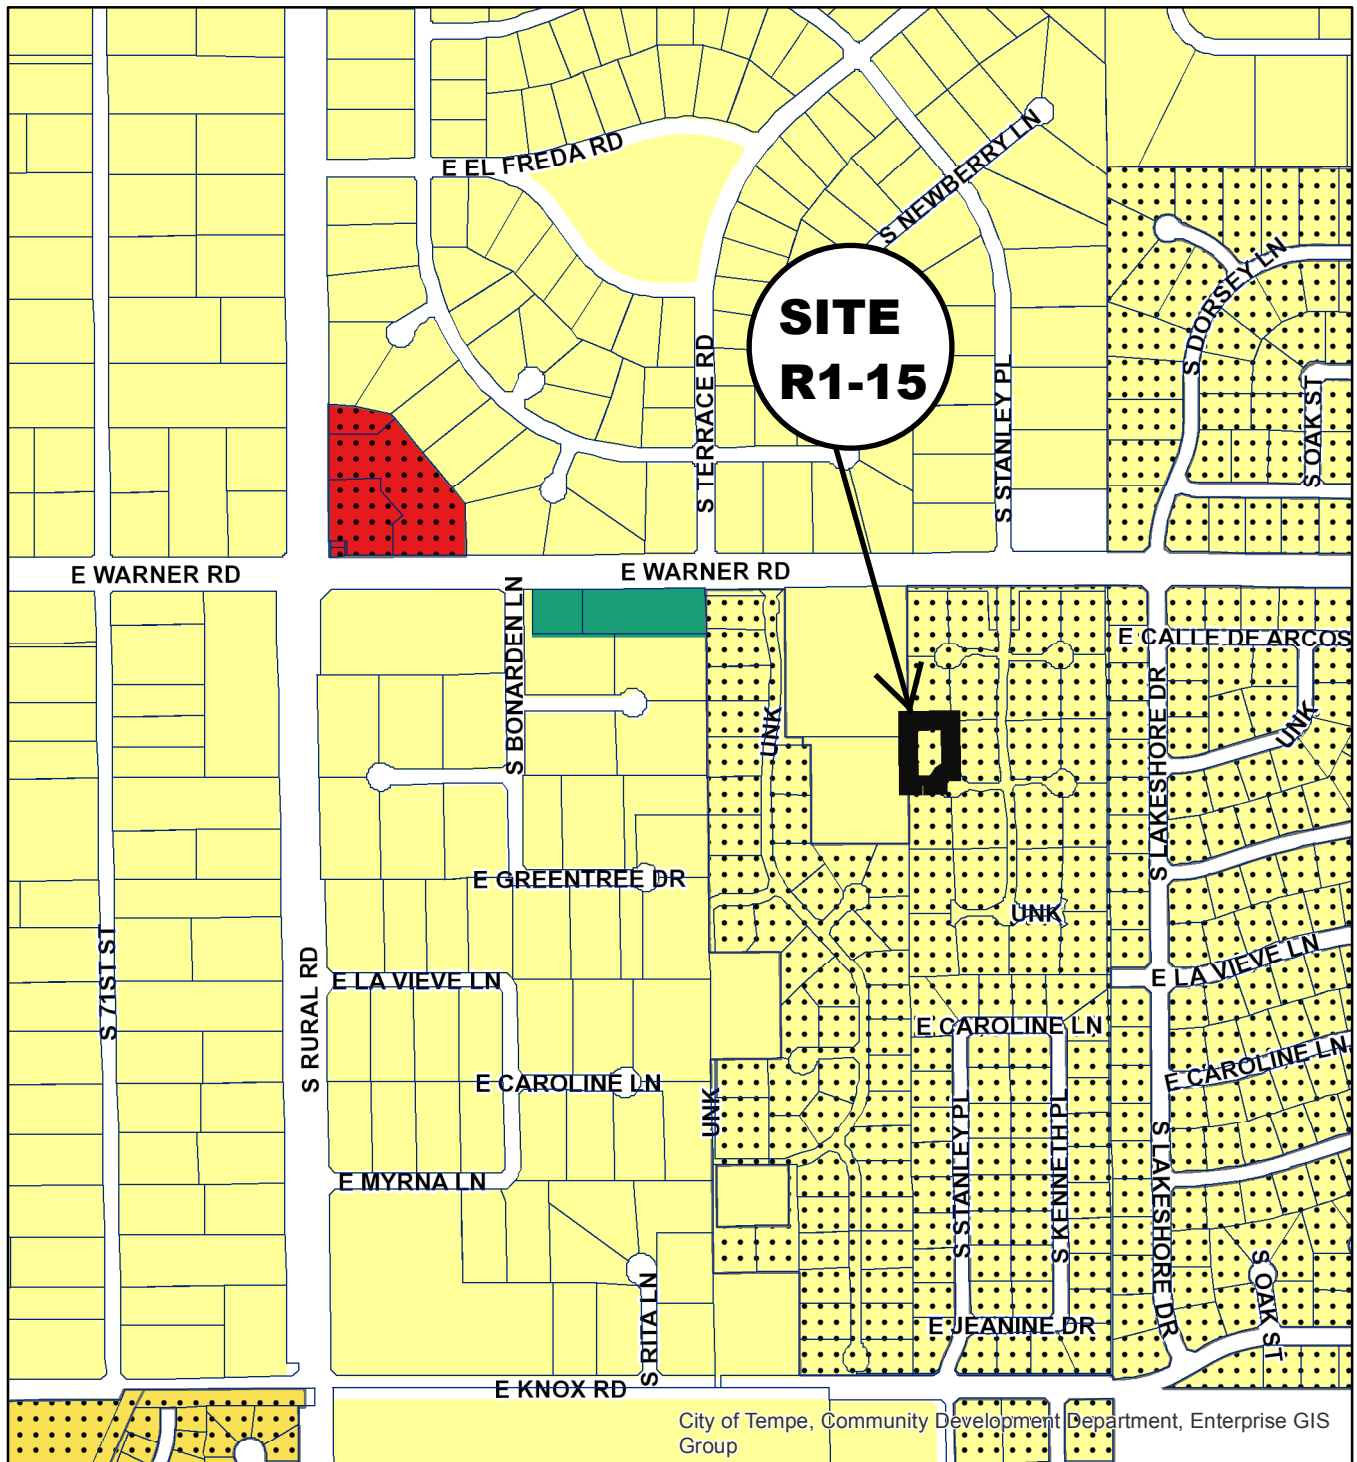 E EL FREDA RD
S NEWBERRY LN
S DORSEY LN
SITE
R1-15
S TERRACE RD
S STANLEY PL
S OAK ST
E WARNER RD
E WARNER RD
S BONARDEN LN
E CALLE DE ARCOS
UNK
UNK
S LAKESHORE DR
E GREENTREE DR
UNK
S 71ST ST
S RURAL RD
E LA VIEVE LN
E LA VIEVE LN
E CAROLINE LN
E CAROLINE LN
E CAROLINE LN
UNK
S STANLEY PL
S KENNETH PL
S LAKESHORE DR
E MYRNA LN
S RITA LN
S OAK ST
E JEANINE DR
E KNOX RD
City of Tempe, Community Development Department, Enterprise GIS
Group